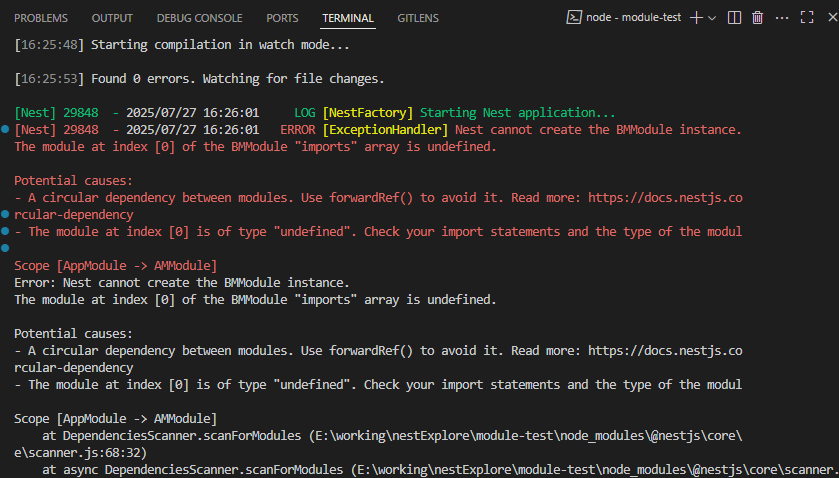 PROBLEMS OUTPUT DEBUG CONSOLE PORTS TERMINAL GITLENS node - module-test
[16:25:48] Starting compilation in watch mode...
[16:25:53] Found 0 errors. Watching for file changes.
[Nest] 29848  - 2025/07/27 16:26:01     LOG [NestFactory] Starting Nest application...
[Nest] 29848  - 2025/07/27 16:26:01   ERROR [ExceptionHandler] Nest cannot create the BMModule instance.
The module at index [0] of the BMModule "imports" array is undefined.
Potential causes:
- A circular dependency between modules. Use forwardRef() to avoid it. Read more: https://docs.nestjs.co
rcular-dependency
- The module at index [0] is of type "undefined". Check your import statements and the type of the modul
Scope [AppModule -> AMModule]
Error: Nest cannot create the BMModule instance.
The module at index [0] of the BMModule "imports" array is undefined.
Potential causes:
- A circular dependency between modules. Use forwardRef() to avoid it. Read more: https://docs.nestjs.co
rcular-dependency
- The module at index [0] is of type "undefined". Check your import statements and the type of the modul
Scope [AppModule -> AMModule]
    at DependenciesScanner.scanForModules (E:\working\nestExplore\module-test\node_modules\@nestjs\core\
e\scanner.js:68:32)
    at async DependenciesScanner.scanForModules (E:\working\nestExplore\module-test\node_modules\@nestjs\core\scanner.